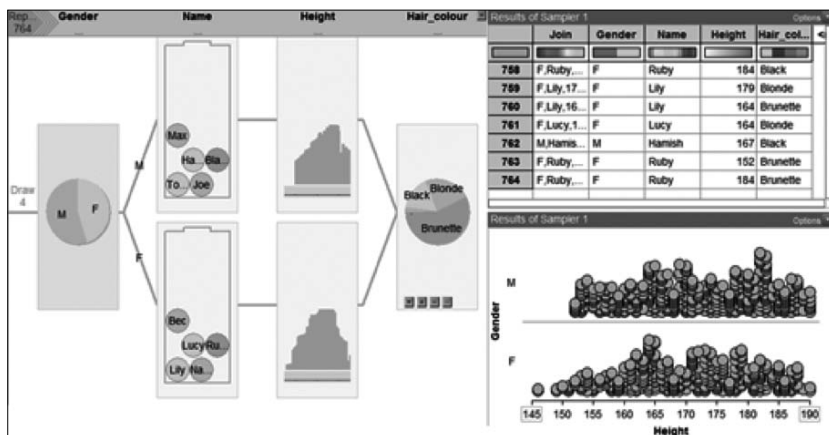 Rep...
764
Gender
Name
Height
Hair_colour
Draw
4
M
F
M
F
Max
Ha... Bla...
To... Joe
Bec
Lucy Ru...
Lily Na...
Black Blonde
Brunette
Results of Sampler 1 Options
Join Gender Name Height Hair_col...
758 F,Ruby,... F Ruby 184 Black
759 F,Lily,17... F Lily 179 Blonde
760 F,Lily,16... F Lily 164 Brunette
761 F,Lucy,1... F Lucy 164 Blonde
762 M,Hamis... M Hamish 167 Black
763 F,Ruby,... F Ruby 152 Brunette
764 F,Ruby,... F Ruby 184 Brunette
Results of Sampler 1 Options
Gender
M
F
145 150 155 160 165 170 175 180 185 190
Height